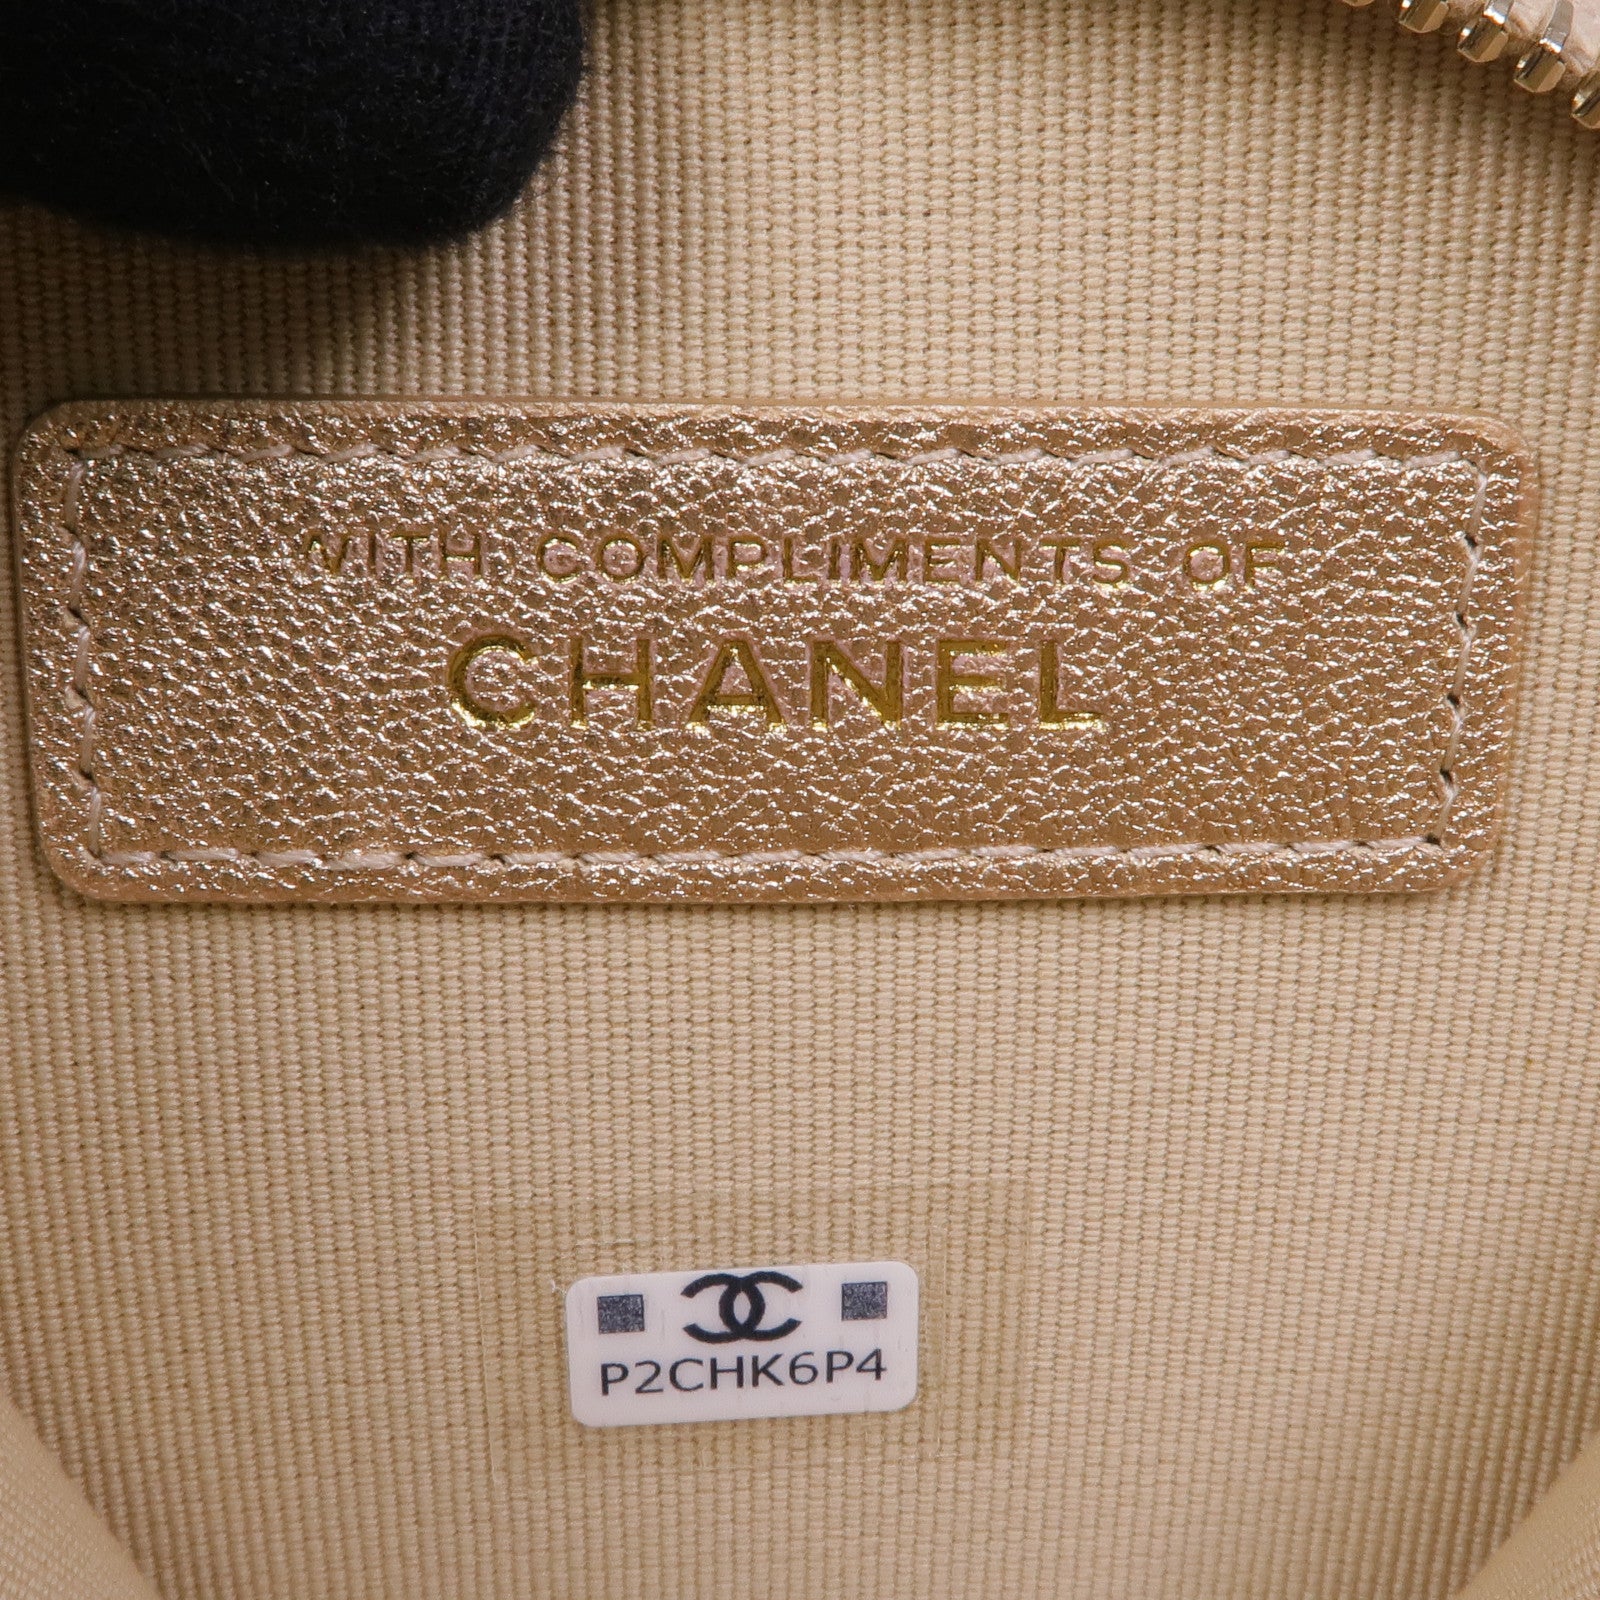 WITH COMPLIMENTS OF
CHANEL
P2CHK6P4